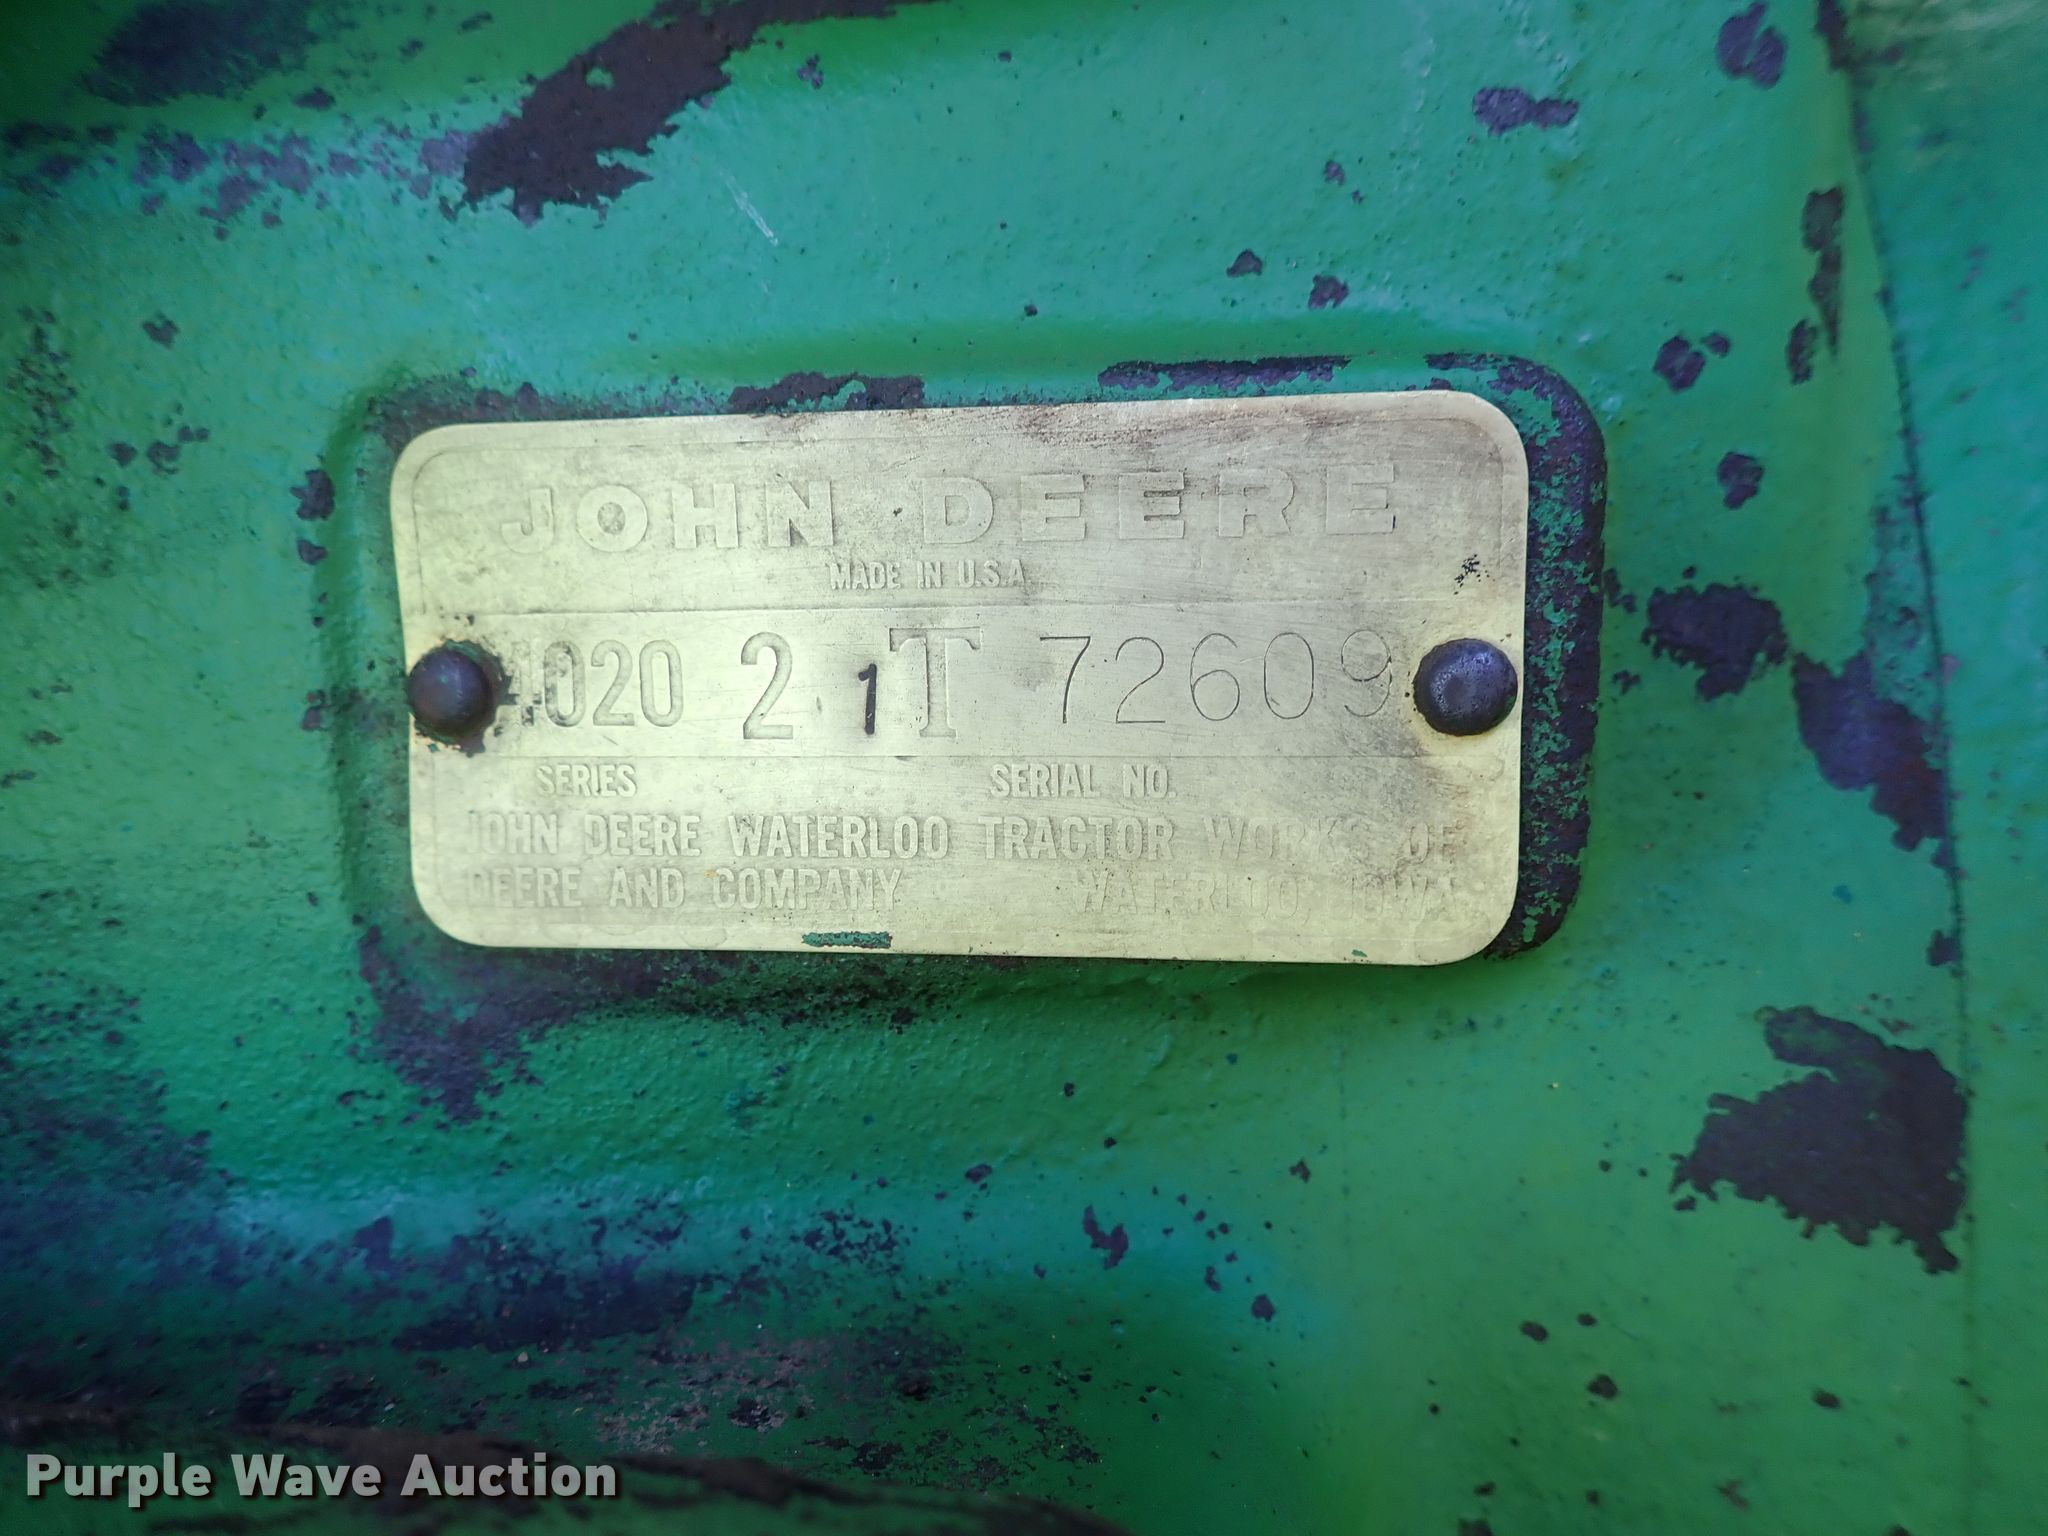 JOHN DEERE
MADE IN U.S.A
4020 2 1 T 72609
SERIES SERIAL NO.
JOHN DEERE WATERLOO TRACTOR WORKS OF
DEERE AND COMPANY WATERLOO, IOWA
Purple Wave Auction